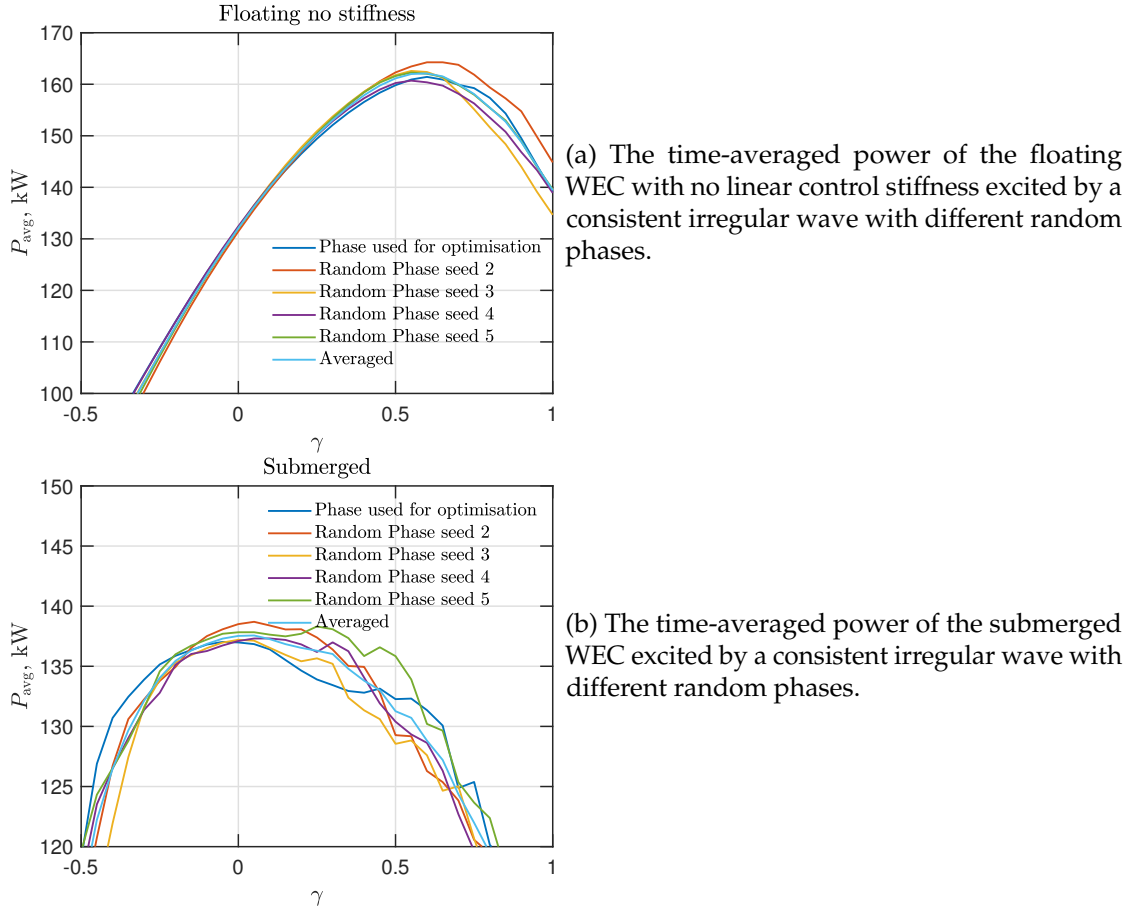 Floating no stiffness
170
160
150
140
130
120
110
100
P_avg, kW
Phase used for optimisation
Random Phase seed 2
Random Phase seed 3
Random Phase seed 4
Random Phase seed 5
Averaged
-0.5 0 0.5 1
γ
(a) The time-averaged power of the floating
WEC with no linear control stiffness excited by a
consistent irregular wave with different random
phases.
Submerged
150
145
140
135
130
125
120
P_avg, kW
Phase used for optimisation
Random Phase seed 2
Random Phase seed 3
Random Phase seed 4
Random Phase seed 5
Averaged
-0.5 0 0.5 1
γ
(b) The time-averaged power of the submerged
WEC excited by a consistent irregular wave with
different random phases.